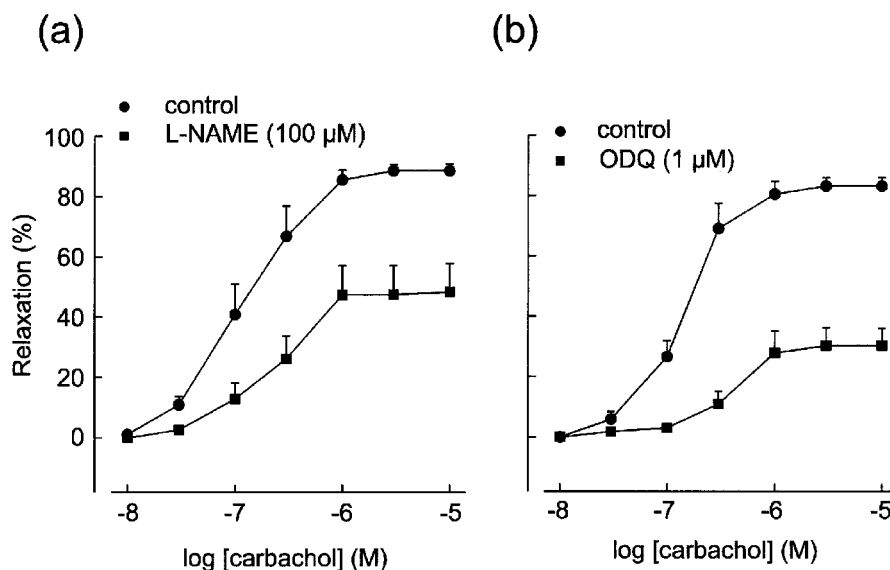 (a)
control
L-NAME (100 µM)
100
80
60
40
20
0
Relaxation (%)
-8 -7 -6 -5
log [carbachol] (M)
(b)
control
ODQ (1 µM)
-8 -7 -6 -5
log [carbachol] (M)